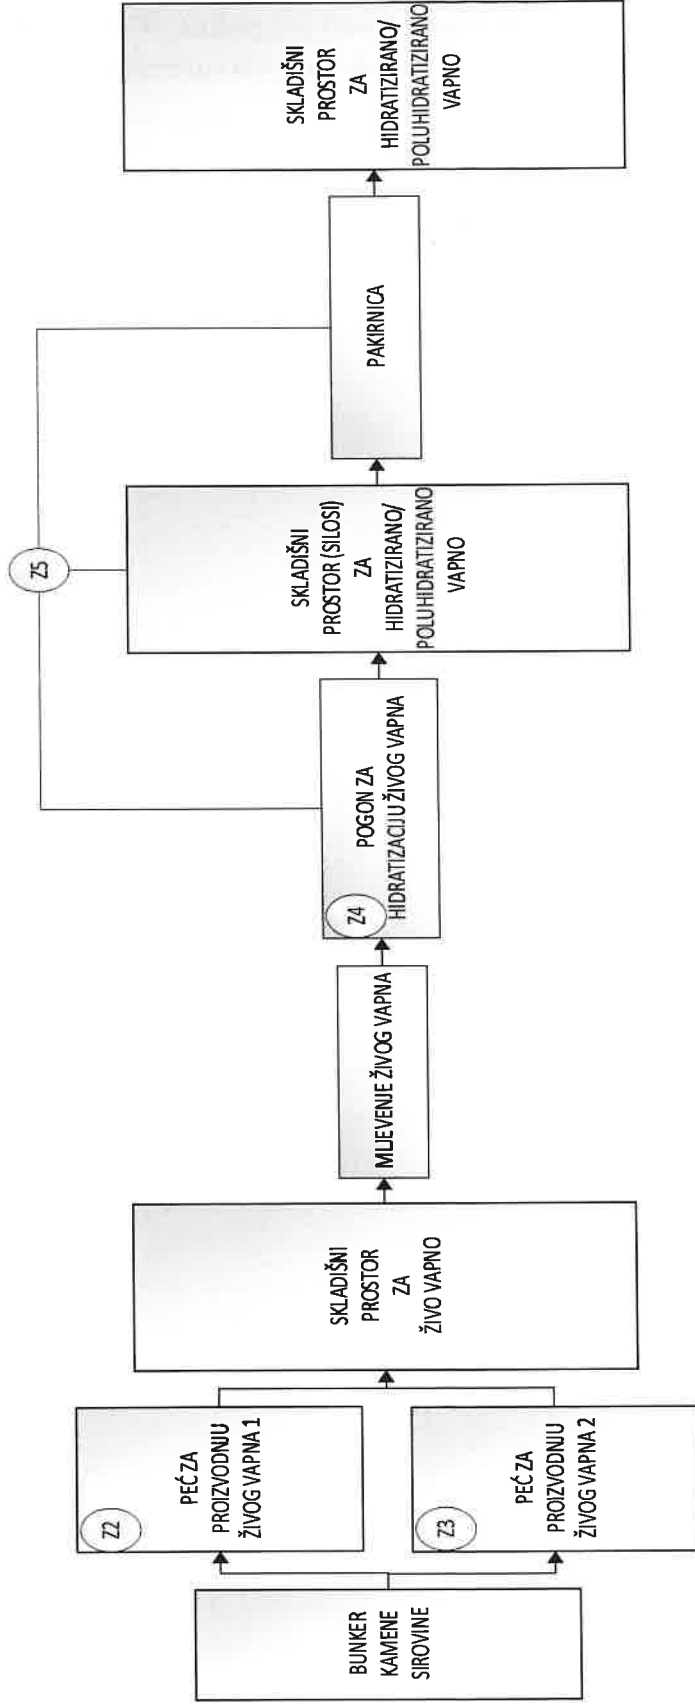 BUNKER
KAMENE
SIROVINE
Z2
PEĆ ZA
PROIZVODNJU
ŽIVOG VAPNA 1
Z3
PEĆ ZA
PROIZVODNJU
ŽIVOG VAPNA 2
SKLADIŠNI
PROSTOR
ZA
ŽIVO VAPNO
MLJEVENJE ŽIVOG VAPNA
Z4
POGON ZA
HIDRATIZACIJU ŽIVOG VAPNA
Z5
SKLADIŠNI
PROSTOR (SILOSI)
ZA
HIDRATIZIRANO/
POLUHIDRATIZIRANO
VAPNO
PAKIRNICA
SKLADIŠNI
PROSTOR
ZA
HIDRATIZIRANO/
POLUHIDRATIZIRANO
VAPNO